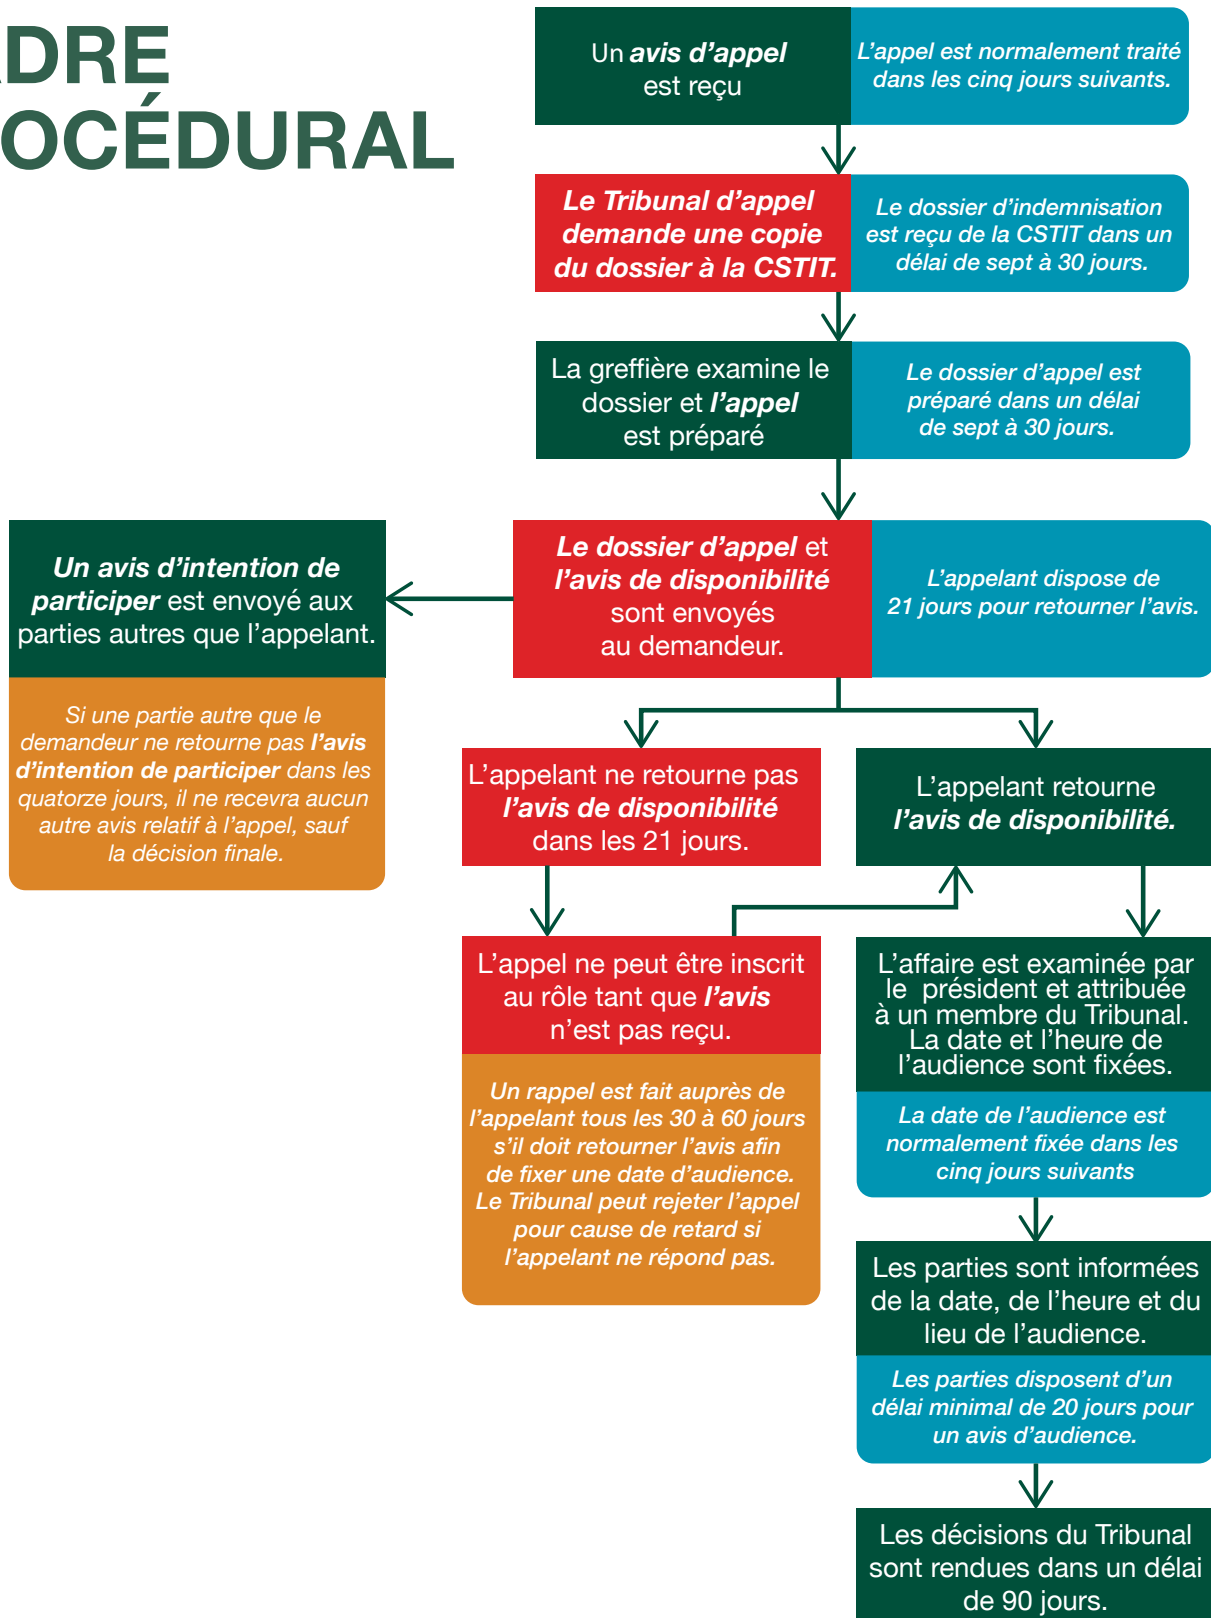 ADRE
OCÉDURAL
Un avis d'appel
est reçu
L'appel est normalement traité
dans les cinq jours suivants.
Le Tribunal d'appel
demande une copie
du dossier à la CSTIT.
Le dossier d'indemnisation
est reçu de la CSTIT dans un
délai de sept à 30 jours.
La greffière examine le
dossier et l'appel
est préparé
Le dossier d'appel est
préparé dans un délai
de sept à 30 jours.
Un avis d'intention de
participer est envoyé aux
parties autres que l'appelant.
Si une partie autre que le
demandeur ne retourne pas l'avis
d'intention de participer dans les
quatorze jours, il ne recevra aucun
autre avis relatif à l'appel, sauf
la décision finale.
Le dossier d'appel et
l'avis de disponibilité
sont envoyés
au demandeur.
L'appelant dispose de
21 jours pour retourner l'avis.
L'appelant ne retourne pas
l'avis de disponibilité
dans les 21 jours.
L'appelant retourne
l'avis de disponibilité.
L'appel ne peut être inscrit
au rôle tant que l'avis
n'est pas reçu.
Un rappel est fait auprès de
l'appelant tous les 30 à 60 jours
s'il doit retourner l'avis afin
de fixer une date d'audience.
Le Tribunal peut rejeter l'appel
pour cause de retard si
l'appelant ne répond pas.
L'affaire est examinée par
le président et attribuée
à un membre du Tribunal.
La date et l'heure de
l'audience sont fixées.
La date de l'audience est
normalement fixée dans les
cinq jours suivants
Les parties sont informées
de la date, de l'heure et du
lieu de l'audience.
Les parties disposent d'un
délai minimal de 20 jours pour
un avis d'audience.
Les décisions du Tribunal
sont rendues dans un délai
de 90 jours.